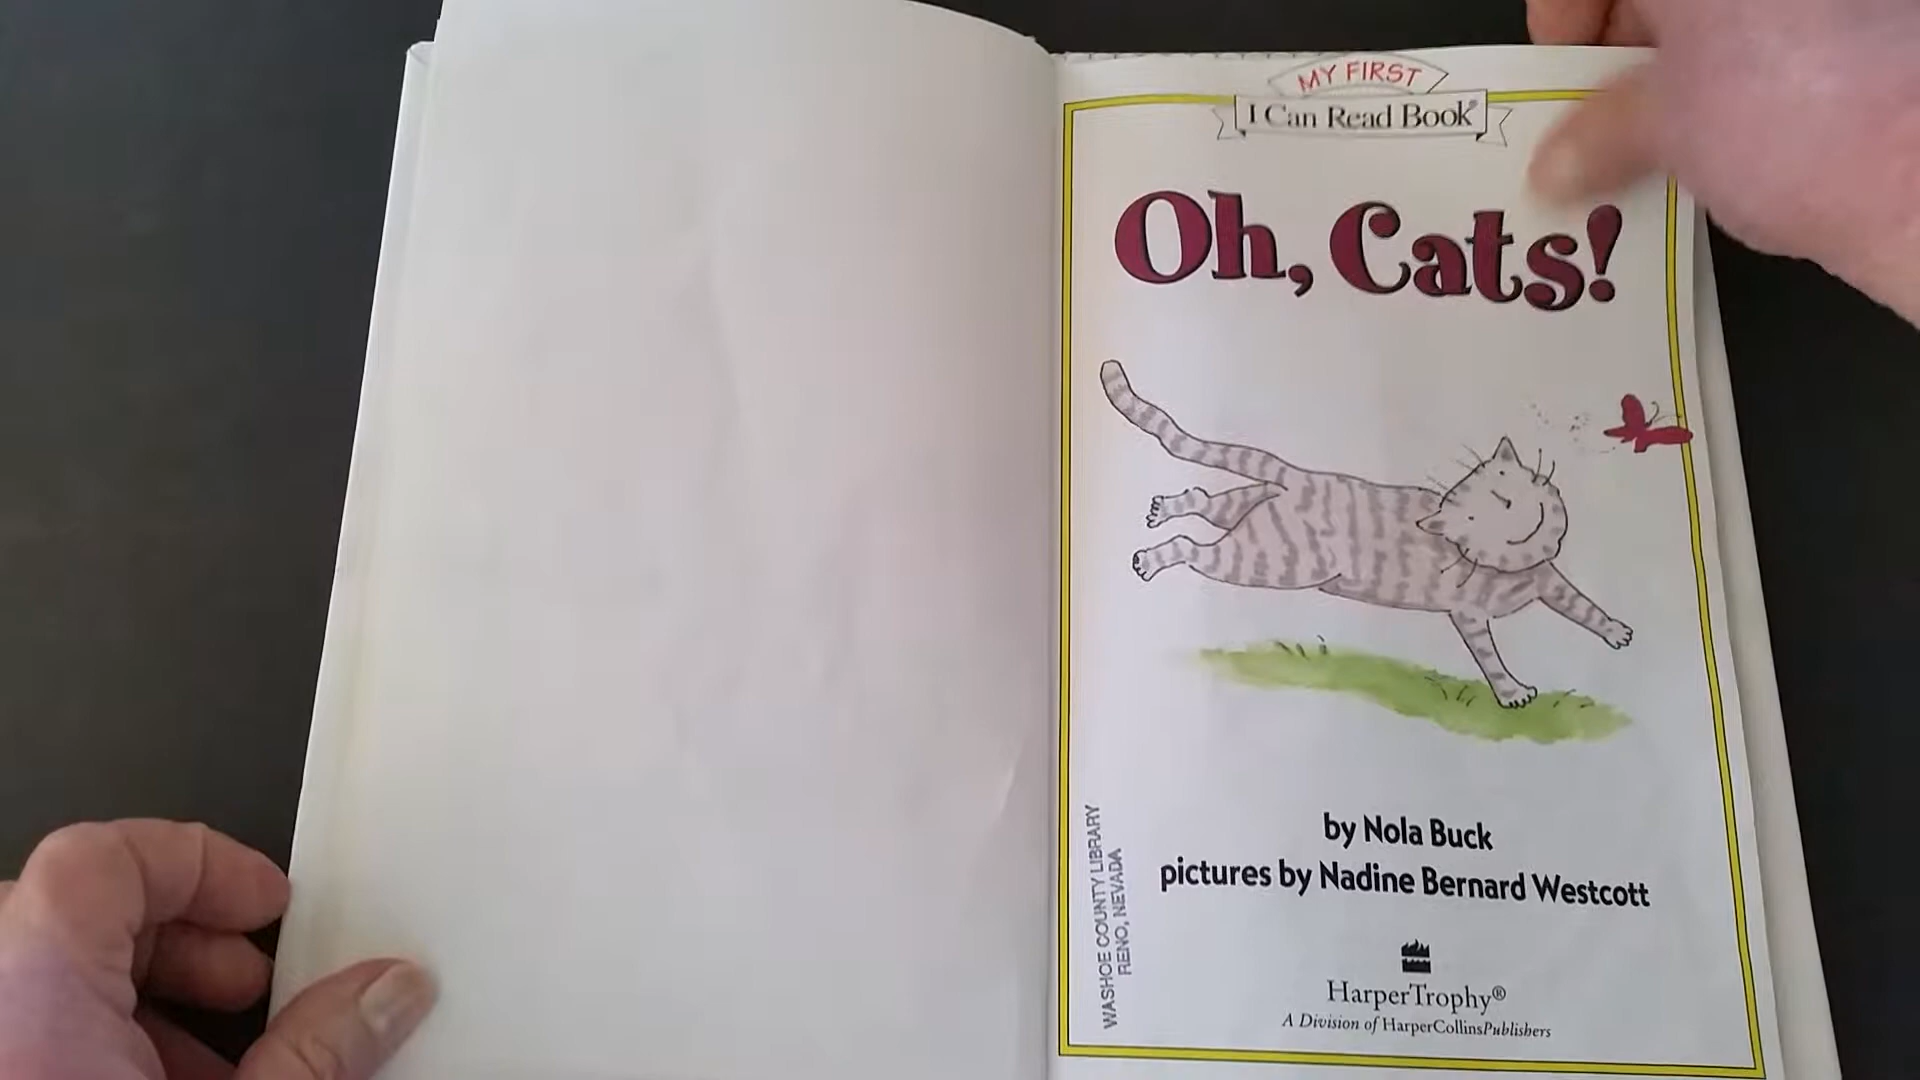 MY FIRST
I Can Read Book®
Oh, Cats!
by Nola Buck
pictures by Nadine Bernard Westcott
WASHOE COUNTY LIBRARY
RENO, NEVADA
HarperTrophy®
A Division of HarperCollinsPublishers